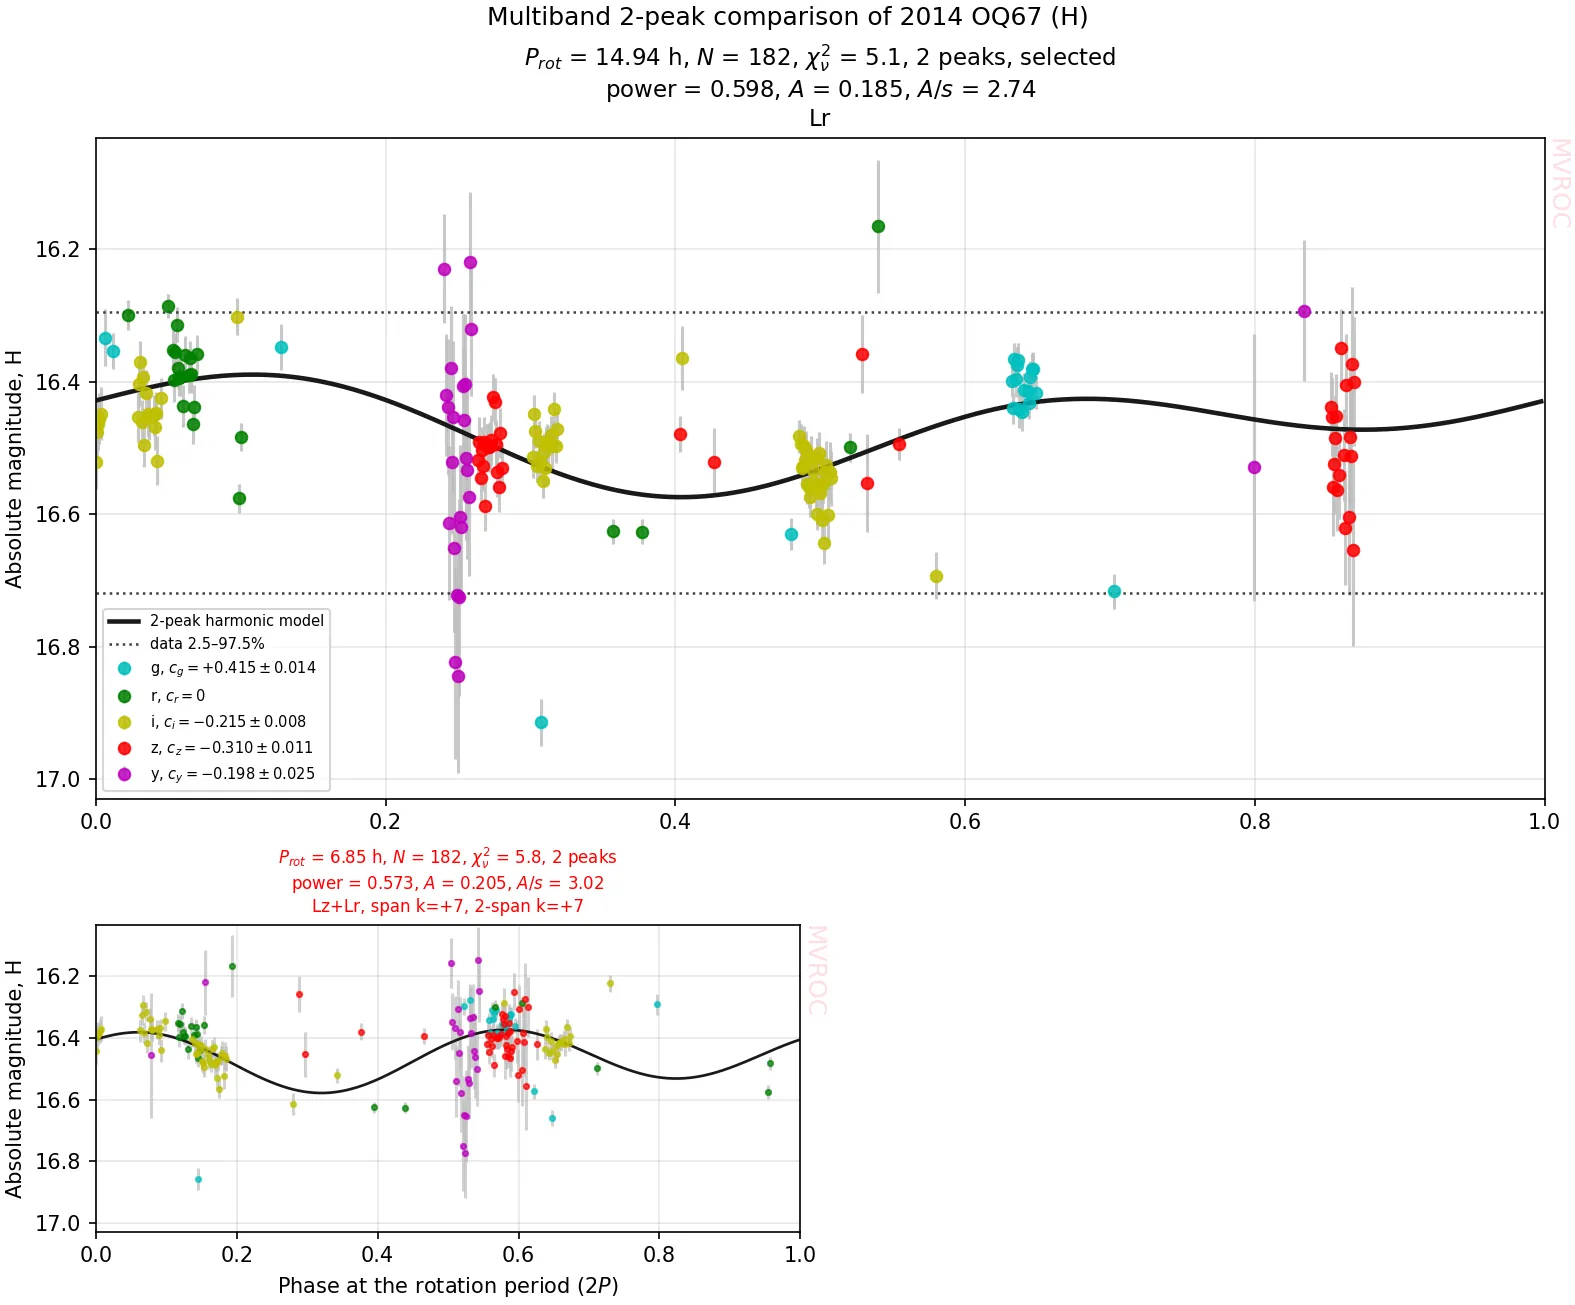 Multiband 2-peak comparison of 2014 OQ67 (H)
P_rot = 14.94 h, N = 182, χ²_ν = 5.1, 2 peaks, selected
power = 0.598, A = 0.185, A/s = 2.74
Lr
MVROC
Absolute magnitude, H
16.2
16.4
16.6
16.8
17.0
2-peak harmonic model
data 2.5–97.5%
g, c_g = +0.415 ± 0.014
r, c_r = 0
i, c_i = −0.215 ± 0.008
z, c_z = −0.310 ± 0.011
y, c_y = −0.198 ± 0.025
0.0 0.2 0.4 0.6 0.8 1.0
P_rot = 6.85 h, N = 182, χ²_ν = 5.8, 2 peaks
power = 0.573, A = 0.205, A/s = 3.02
Lz+Lr, span k=+7, 2-span k=+7
MVROC
Absolute magnitude, H
16.2
16.4
16.6
16.8
17.0
0.0 0.2 0.4 0.6 0.8 1.0
Phase at the rotation period (2P)